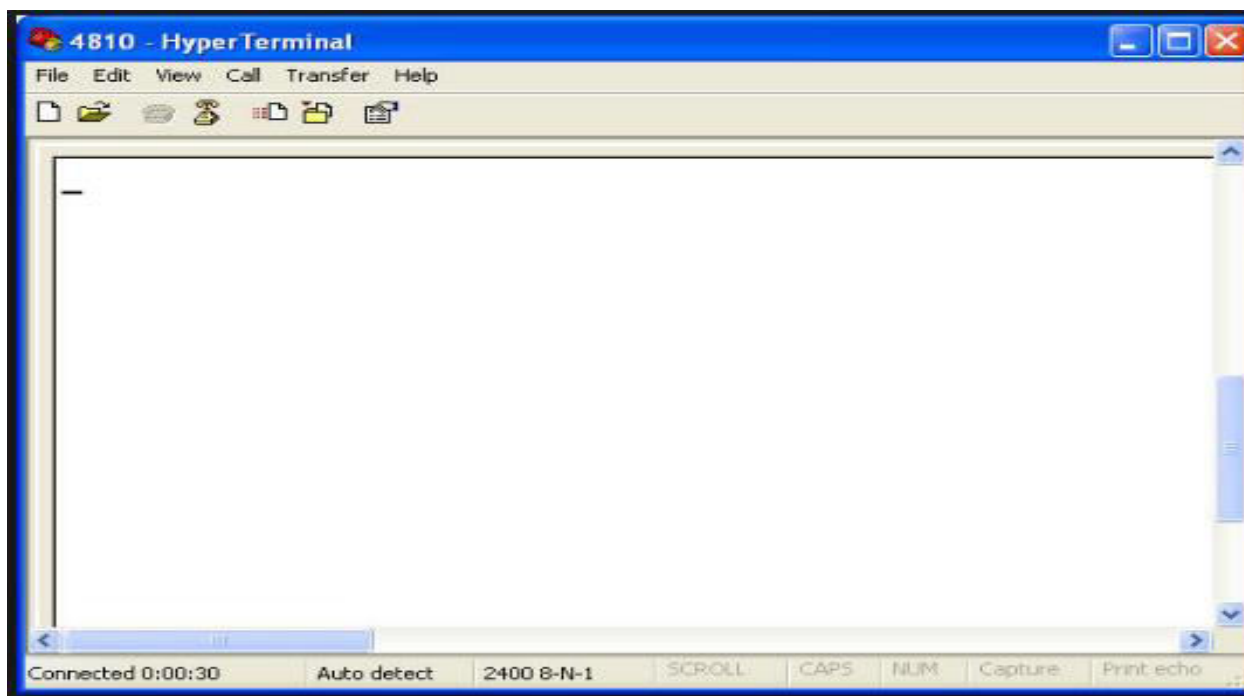 4810 - HyperTerminal
File Edit View Call Transfer Help
Connected 0:00:30 Auto detect 2400 8-N-1 SCROLL CAPS NUM Capture Print echo